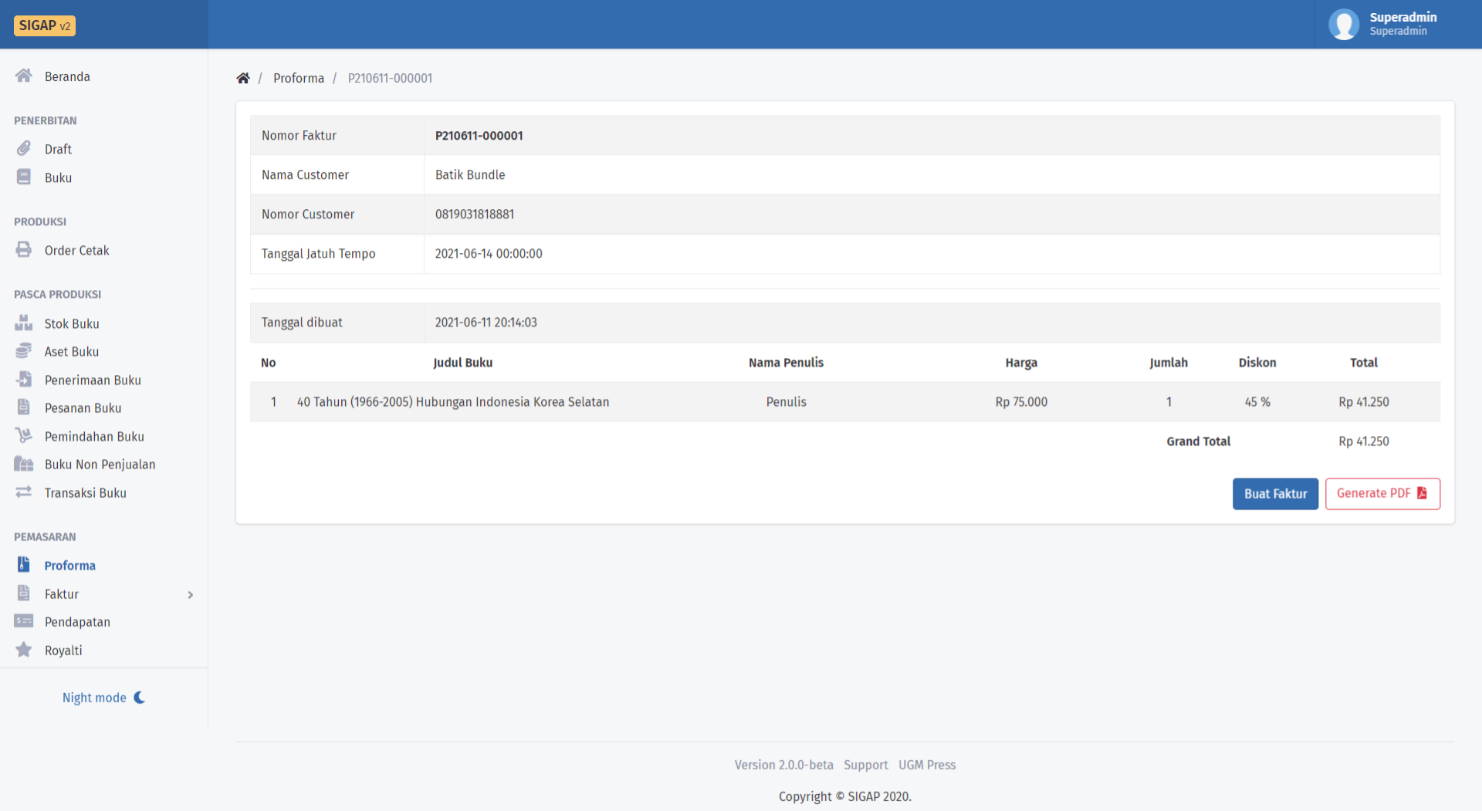 SIGAP v2
Superadmin
Superadmin
Beranda
PENERBITAN
Draft
Buku
PRODUKSI
Order Cetak
PASCA PRODUKSI
Stok Buku
Aset Buku
Penerimaan Buku
Pesanan Buku
Pemindahan Buku
Buku Non Penjualan
Transaksi Buku
PEMASARAN
Proforma
Faktur
Pendapatan
Royalti
Night mode
/ Proforma / P210611-000001
Nomor Faktur P210611-000001
Nama Customer Batik Bundle
Nomor Customer 0819031818881
Tanggal Jatuh Tempo 2021-06-14 00:00:00
Tanggal dibuat 2021-06-11 20:14:03
No Judul Buku Nama Penulis Harga Jumlah Diskon Total
1 40 Tahun (1966-2005) Hubungan Indonesia Korea Selatan Penulis Rp 75.000 1 45 % Rp 41.250
Grand Total Rp 41.250
Buat Faktur Generate PDF
Version 2.0.0-beta Support UGM Press
Copyright © SIGAP 2020.